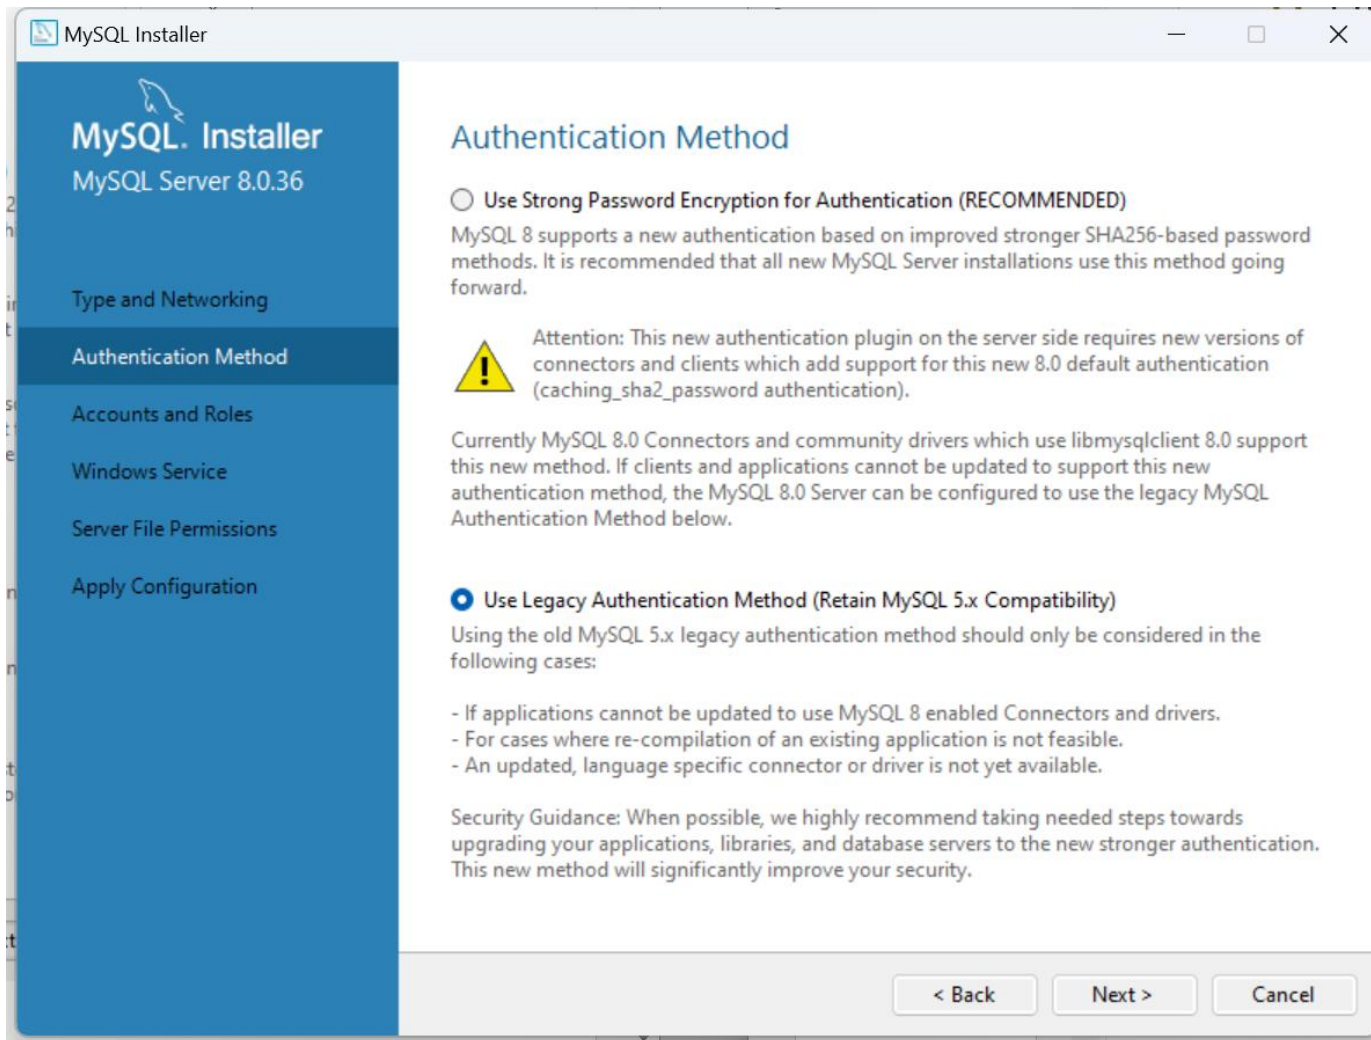 MySQL Installer
MySQL. Installer
MySQL Server 8.0.36
Type and Networking
Authentication Method
Accounts and Roles
Windows Service
Server File Permissions
Apply Configuration
Authentication Method
Use Strong Password Encryption for Authentication (RECOMMENDED)
MySQL 8 supports a new authentication based on improved stronger SHA256-based password
methods. It is recommended that all new MySQL Server installations use this method going
forward.
Attention: This new authentication plugin on the server side requires new versions of
connectors and clients which add support for this new 8.0 default authentication
(caching_sha2_password authentication).
Currently MySQL 8.0 Connectors and community drivers which use libmysqlclient 8.0 support
this new method. If clients and applications cannot be updated to support this new
authentication method, the MySQL 8.0 Server can be configured to use the legacy MySQL
Authentication Method below.
Use Legacy Authentication Method (Retain MySQL 5.x Compatibility)
Using the old MySQL 5.x legacy authentication method should only be considered in the
following cases:
- If applications cannot be updated to use MySQL 8 enabled Connectors and drivers.
- For cases where re-compilation of an existing application is not feasible.
- An updated, language specific connector or driver is not yet available.
Security Guidance: When possible, we highly recommend taking needed steps towards
upgrading your applications, libraries, and database servers to the new stronger authentication.
This new method will significantly improve your security.
< Back
Next >
Cancel